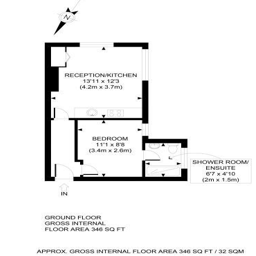 N
RECEPTION/KITCHEN
13'11 x 12'3
(4.2m x 3.7m)
BEDROOM
11'1 x 8'8
(3.4m x 2.6m)
SHOWER ROOM/
ENSUITE
6'7 x 4'10
(2m x 1.5m)
IN
GROUND FLOOR
GROSS INTERNAL
FLOOR AREA 346 SQ FT
APPROX. GROSS INTERNAL FLOOR AREA 346 SQ FT / 32 SQM